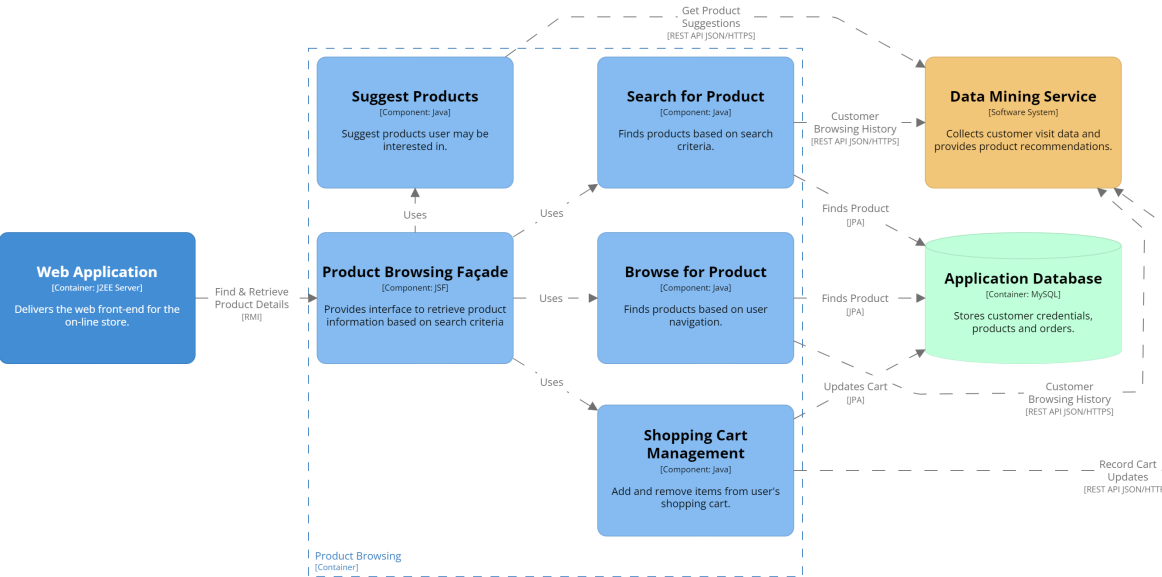 Get Product
Suggestions
[REST API JSON/HTTPS]
Suggest Products
[Component: Java]
Suggest products user may be
interested in.
Search for Product
[Component: Java]
Finds products based on search
criteria.
Customer
Browsing History
[REST API JSON/HTTPS]
Data Mining Service
[Software System]
Collects customer visit data and
provides product recommendations.
Uses
Uses
Finds Product
[JPA]
Web Application
[Container: J2EE Server]
Delivers the web front-end for the
on-line store.
Find & Retrieve
Product Details
[RMI]
Product Browsing Façade
[Component: JSF]
Provides interface to retrieve product
information based on search criteria
Uses
Browse for Product
[Component: Java]
Finds products based on user
navigation.
Finds Product
[JPA]
Application Database
[Container: MySQL]
Stores customer credentials,
products and orders.
Uses
Updates Cart
[JPA]
Customer
Browsing History
[REST API JSON/HTTPS]
Shopping Cart
Management
[Component: Java]
Add and remove items from user's
shopping cart.
Record Cart
Updates
[REST API
Product Browsing
[Container]